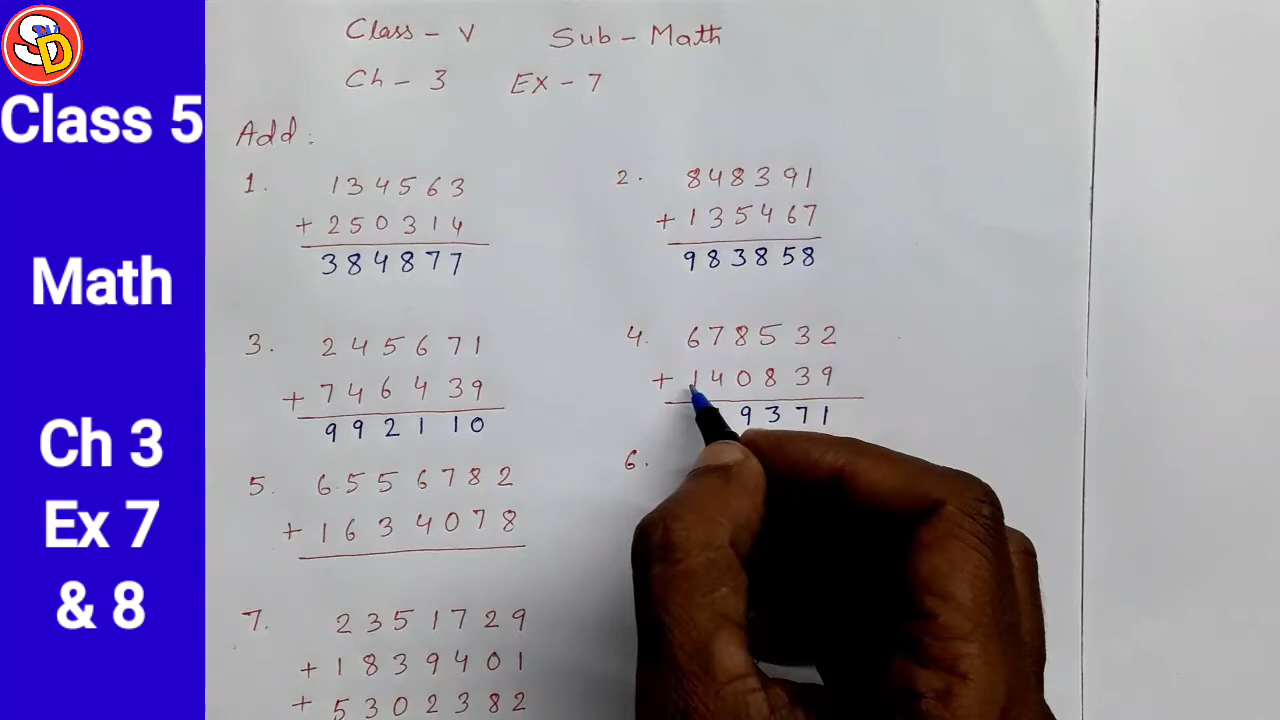 SD
Class 5
Math
Ch 3
Ex 7
& 8
Class - V Sub - Math
Ch - 3 EX - 7
Add :
1. 134563
+ 250314
384877
2. 848391
+ 135467
983858
3. 245671
+ 746439
992110
4. 678532
+ 140839
9371
5. 6556782
+ 1634078
6.
7. 2351729
+ 1839401
+ 5302382